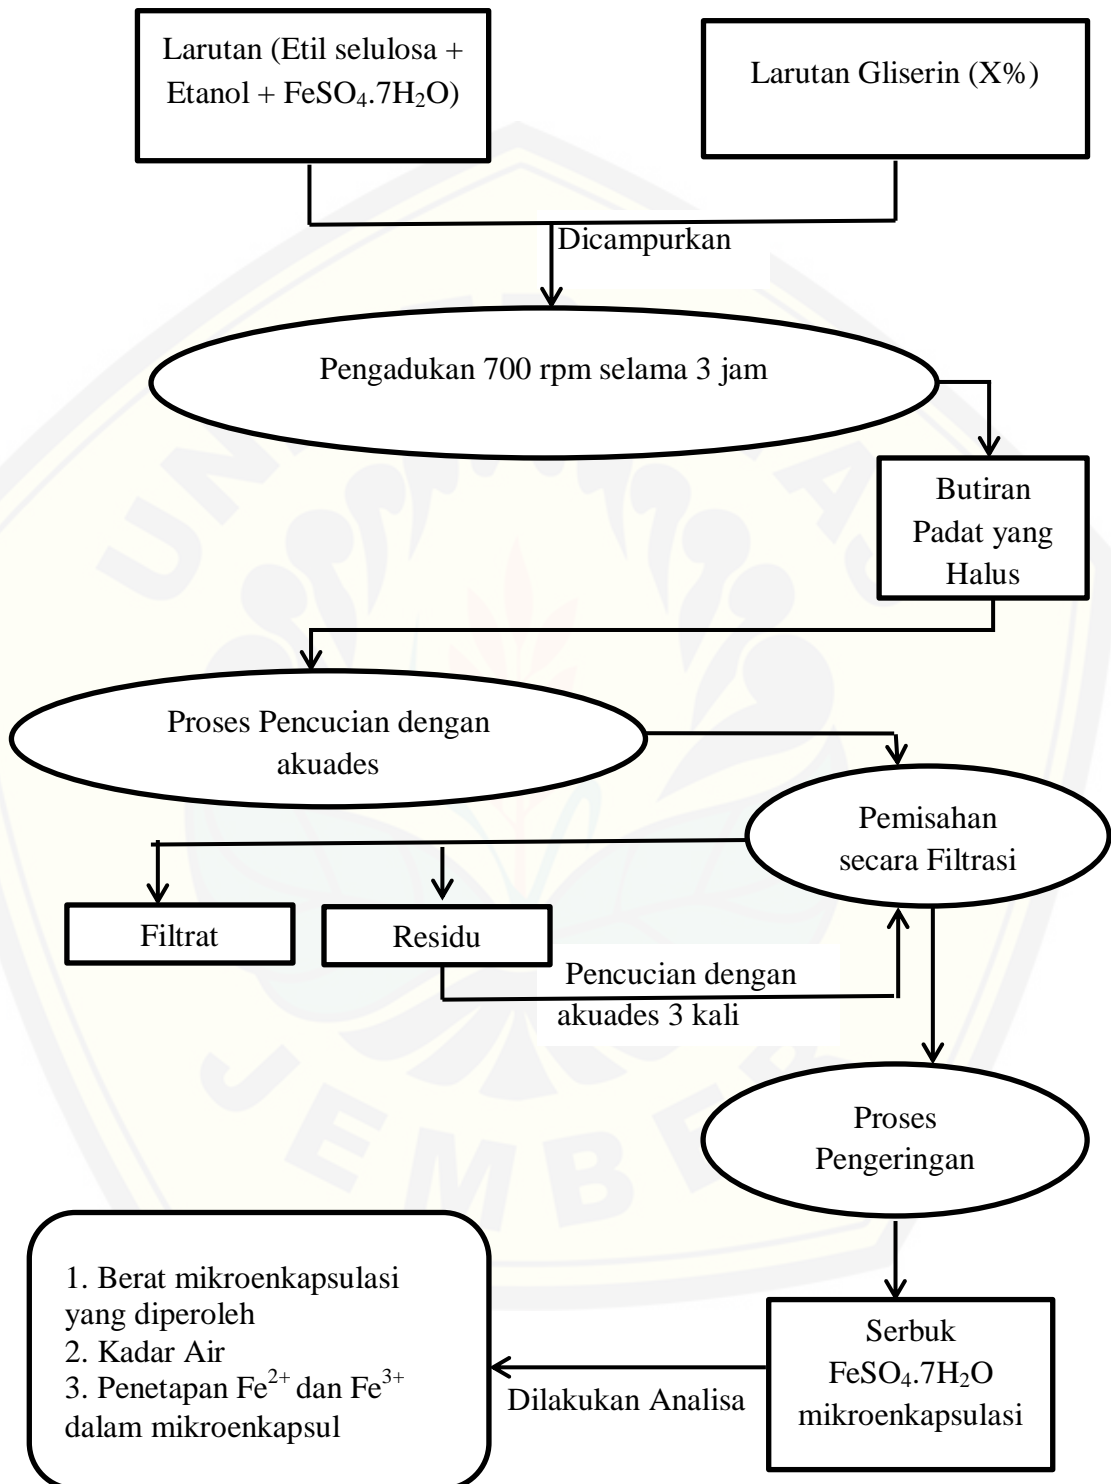 Larutan (Etil selulosa +
Etanol + FeSO₄.7H₂O)
Larutan Gliserin (X%)
Dicampurkan
Pengadukan 700 rpm selama 3 jam
Butiran
Padat yang
Halus
Proses Pencucian dengan
akuades
Pemisahan
secara Filtrasi
Filtrat
Residu
Pencucian dengan
akuades 3 kali
Proses
Pengeringan
1. Berat mikroenkapsulasi
yang diperoleh
2. Kadar Air
3. Penetapan Fe²⁺ dan Fe³⁺
dalam mikroenkapsul
Dilakukan Analisa
Serbuk
FeSO₄.7H₂O
mikroenkapsulasi
JEMBER